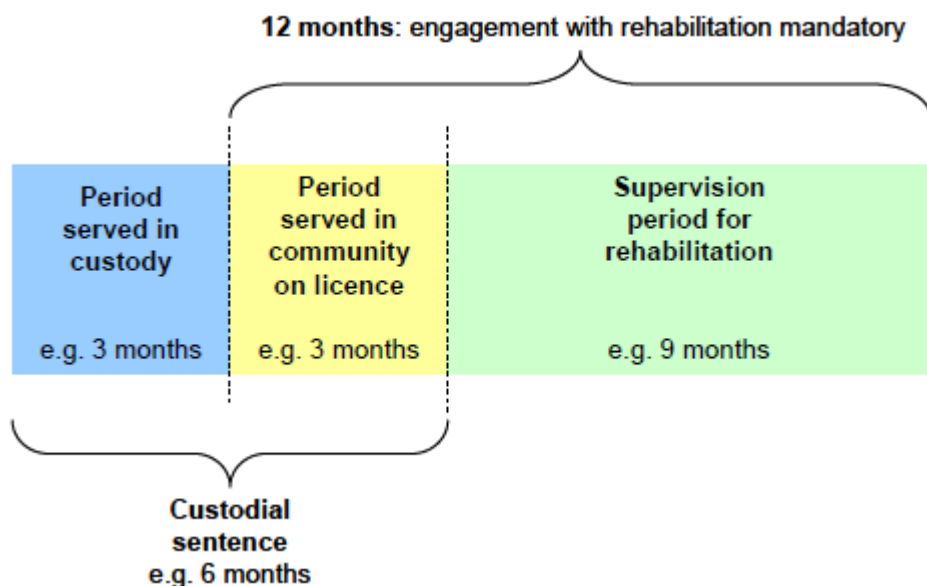 12 months: engagement with rehabilitation mandatory
Period
served in
custody
e.g. 3 months
Period
served in
community
on licence
e.g. 3 months
Supervision
period for
rehabilitation
e.g. 9 months
Custodial
sentence
e.g. 6 months